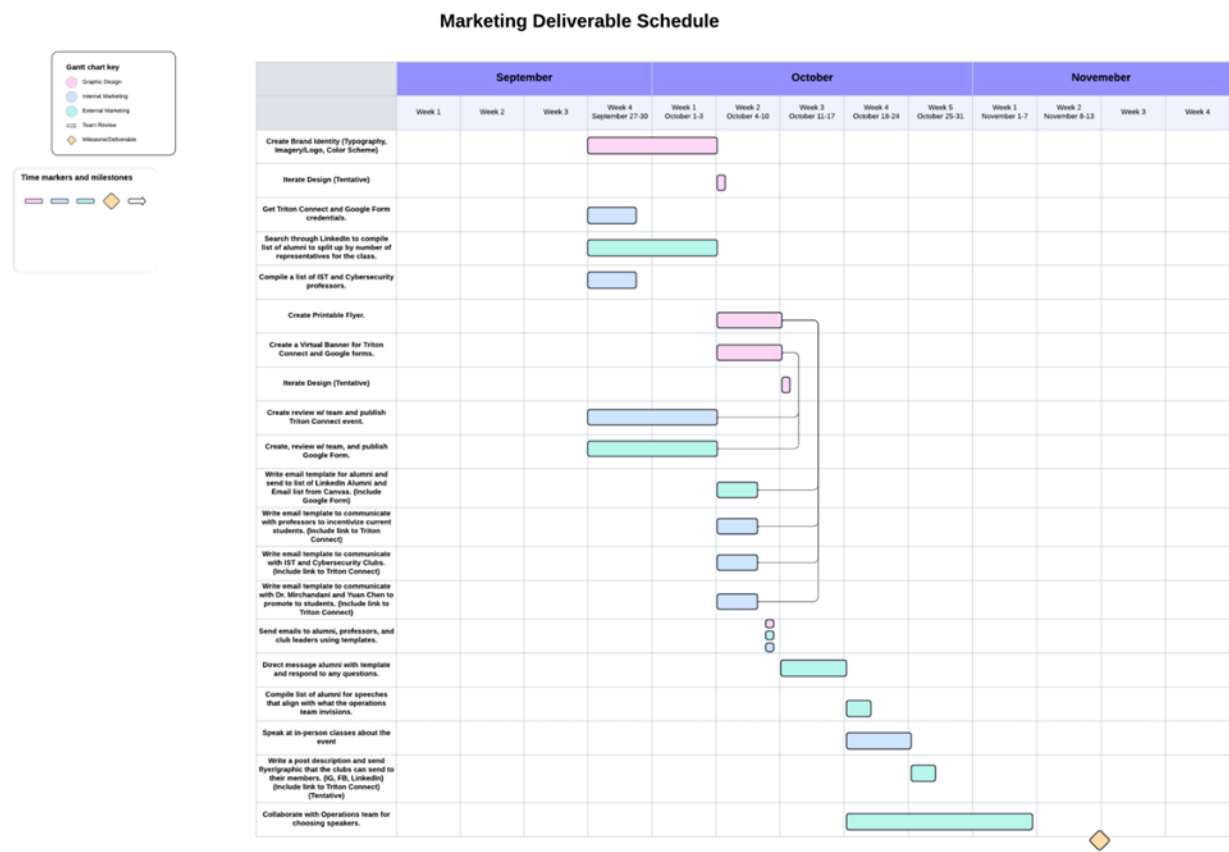 Marketing Deliverable Schedule
Gantt chart key
Graphic Design
Internal Marketing
External Marketing
Team Review
Milestone/Deliverable
Time markers and milestones
September
October
Novemeber
Week 1
Week 2
Week 3
Week 4
September 27-30
Week 1
October 1-3
Week 2
October 4-10
Week 3
October 11-17
Week 4
October 18-24
Week 5
October 25-31
Week 1
November 1-7
Week 2
November 8-13
Week 3
Week 4
Create Brand Identity (Typography,
Imagery/Logo, Color Scheme)
Iterate Design (Tentative)
Get Triton Connect and Google Form
credentials.
Search through LinkedIn to compile
list of alumni to split up by number of
representatives for the class.
Compile a list of IST and Cybersecurity
professors.
Create Printable Flyer.
Create a Virtual Banner for Triton
Connect and Google forms.
Iterate Design (Tentative)
Create review w/ team and publish
Triton Connect event.
Create, review w/ team, and publish
Google Form.
Write email template for alumni and
send to list of LinkedIn Alumni and
Email list from Canvas. (Include
Google Form)
Write email template to communicate
with professors to incentivize current
students. (Include link to Triton
Connect)
Write email template to communicate
with IST and Cybersecurity Clubs.
(Include link to Triton Connect)
Write email template to communicate
with Dr. Mirchandani and Yuan Chen to
promote to students. (Include link to
Triton Connect)
Send emails to alumni, professors, and
club leaders using templates.
Direct message alumni with template
and respond to any questions.
Compile list of alumni for speeches
that align with what the operations
team invisions.
Speak at in-person classes about the
event
Write a post description and send
flyer/graphic that the clubs can send to
their members. (IG, FB, LinkedIn)
(Include link to Triton Connect)
(Tentative)
Collaborate with Operations team for
choosing speakers.